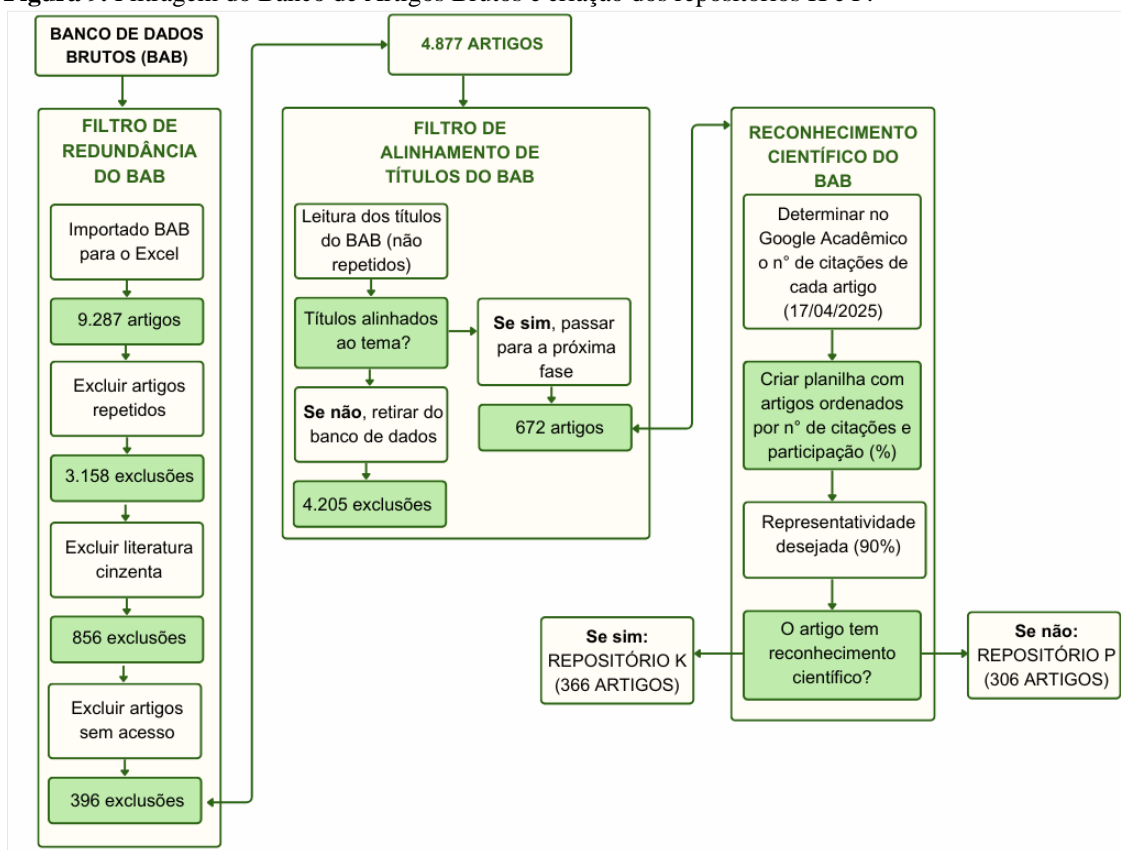 BANCO DE DADOS
BRUTOS (BAB)
FILTRO DE
REDUNDÂNCIA
DO BAB
Importado BAB
para o Excel
9.287 artigos
Excluir artigos
repetidos
3.158 exclusões
Excluir literatura
cinzenta
856 exclusões
Excluir artigos
sem acesso
396 exclusões
4.877 ARTIGOS
FILTRO DE
ALINHAMENTO DE
TÍTULOS DO BAB
Leitura dos títulos
do BAB (não
repetidos)
Títulos alinhados
ao tema?
Se sim, passar
para a próxima
fase
Se não, retirar do
banco de dados
672 artigos
4.205 exclusões
RECONHECIMENTO
CIENTÍFICO DO
BAB
Determinar no
Google Acadêmico
o n° de citações de
cada artigo
(17/04/2025)
Criar planilha com
artigos ordenados
por n° de citações e
participação (%)
Representatividade
desejada (90%)
O artigo tem
reconhecimento
científico?
Se sim:
REPOSITÓRIO K
(366 ARTIGOS)
Se não:
REPOSITÓRIO P
(306 ARTIGOS)